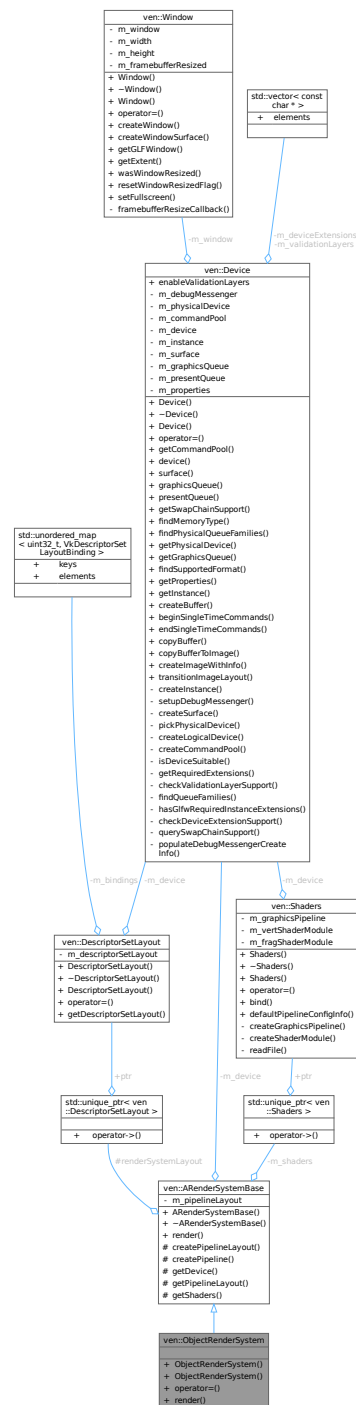 ven::Window
- m_window
- m_width
- m_height
- m_framebufferResized
+ Window()
+ ~Window()
+ Window()
+ operator=()
+ createWindow()
+ createWindowSurface()
+ getGLFWindow()
+ getExtent()
+ wasWindowResized()
+ resetWindowResizedFlag()
+ setFullscreen()
- framebufferResizeCallback()
std::vector< const
char * >
+ elements
-m_window
-m_deviceExtensions
-m_validationLayers
ven::Device
+ enableValidationLayers
- m_debugMessenger
- m_physicalDevice
- m_commandPool
- m_device
- m_instance
- m_surface
- m_graphicsQueue
- m_presentQueue
- m_properties
+ Device()
+ ~Device()
+ Device()
+ operator=()
+ getCommandPool()
+ device()
+ surface()
+ graphicsQueue()
+ presentQueue()
+ getSwapChainSupport()
+ findMemoryType()
+ findPhysicalQueueFamilies()
+ getPhysicalDevice()
+ getGraphicsQueue()
+ findSupportedFormat()
+ getProperties()
+ getInstance()
+ createBuffer()
+ beginSingleTimeCommands()
+ endSingleTimeCommands()
+ copyBuffer()
+ copyBufferToImage()
+ createImageWithInfo()
+ transitionImageLayout()
- createInstance()
- setupDebugMessenger()
- createSurface()
- pickPhysicalDevice()
- createLogicalDevice()
- createCommandPool()
- isDeviceSuitable()
- getRequiredExtensions()
- checkValidationLayerSupport()
- findQueueFamilies()
- hasGlfwRequiredInstanceExtensions()
- checkDeviceExtensionSupport()
- querySwapChainSupport()
- populateDebugMessengerCreate
Info()
std::unordered_map
< uint32_t, VkDescriptorSet
LayoutBinding >
+ keys
+ elements
-m_bindings
-m_device
-m_device
ven::DescriptorSetLayout
- m_descriptorSetLayout
+ DescriptorSetLayout()
+ ~DescriptorSetLayout()
+ DescriptorSetLayout()
+ operator=()
+ getDescriptorSetLayout()
ven::Shaders
- m_graphicsPipeline
- m_vertShaderModule
- m_fragShaderModule
+ Shaders()
+ ~Shaders()
+ Shaders()
+ operator=()
+ bind()
+ defaultPipelineConfigInfo()
- createGraphicsPipeline()
- createShaderModule()
- readFile()
+ptr
-m_device
+ptr
std::unique_ptr< ven
::DescriptorSetLayout >
+ operator->()
std::unique_ptr< ven
::Shaders >
+ operator->()
#renderSystemLayout
-m_shaders
ven::ARenderSystemBase
- m_pipelineLayout
+ ARenderSystemBase()
+ ~ARenderSystemBase()
+ render()
# createPipelineLayout()
# createPipeline()
# getDevice()
# getPipelineLayout()
# getShaders()
ven::ObjectRenderSystem
+ ObjectRenderSystem()
+ ObjectRenderSystem()
+ operator=()
+ render()